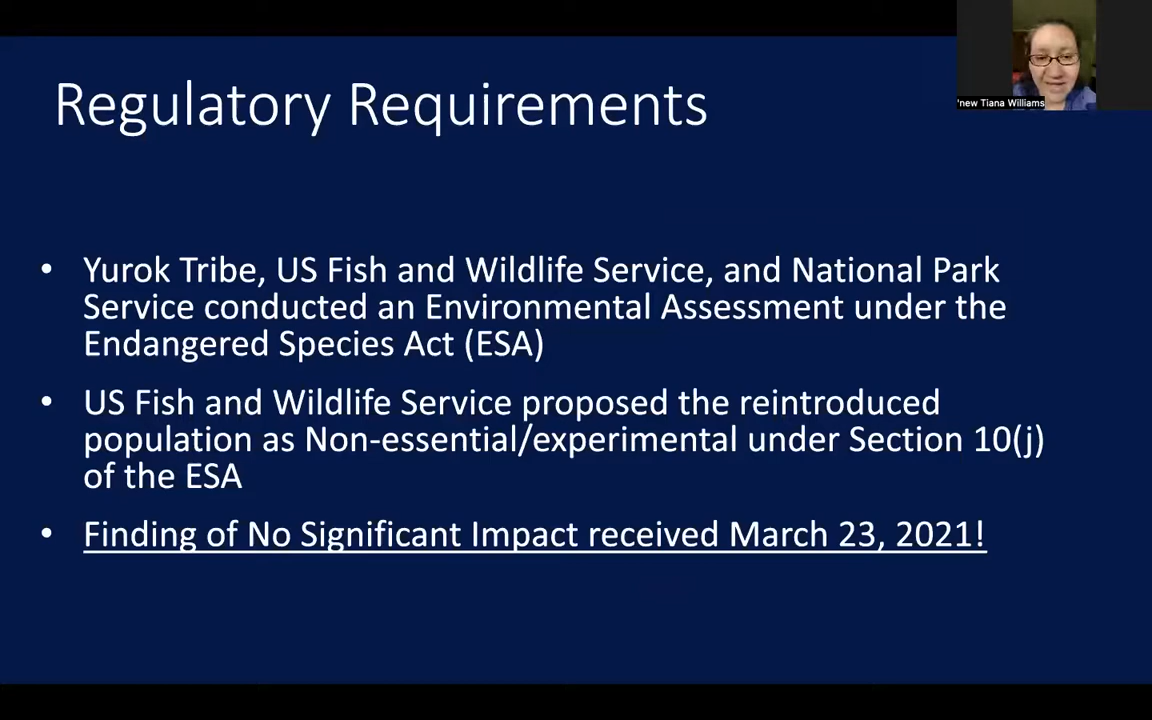 'new Tiana Williams
Regulatory Requirements
• Yurok Tribe, US Fish and Wildlife Service, and National Park
Service conducted an Environmental Assessment under the
Endangered Species Act (ESA)
• US Fish and Wildlife Service proposed the reintroduced
population as Non-essential/experimental under Section 10(j)
of the ESA
• Finding of No Significant Impact received March 23, 2021!